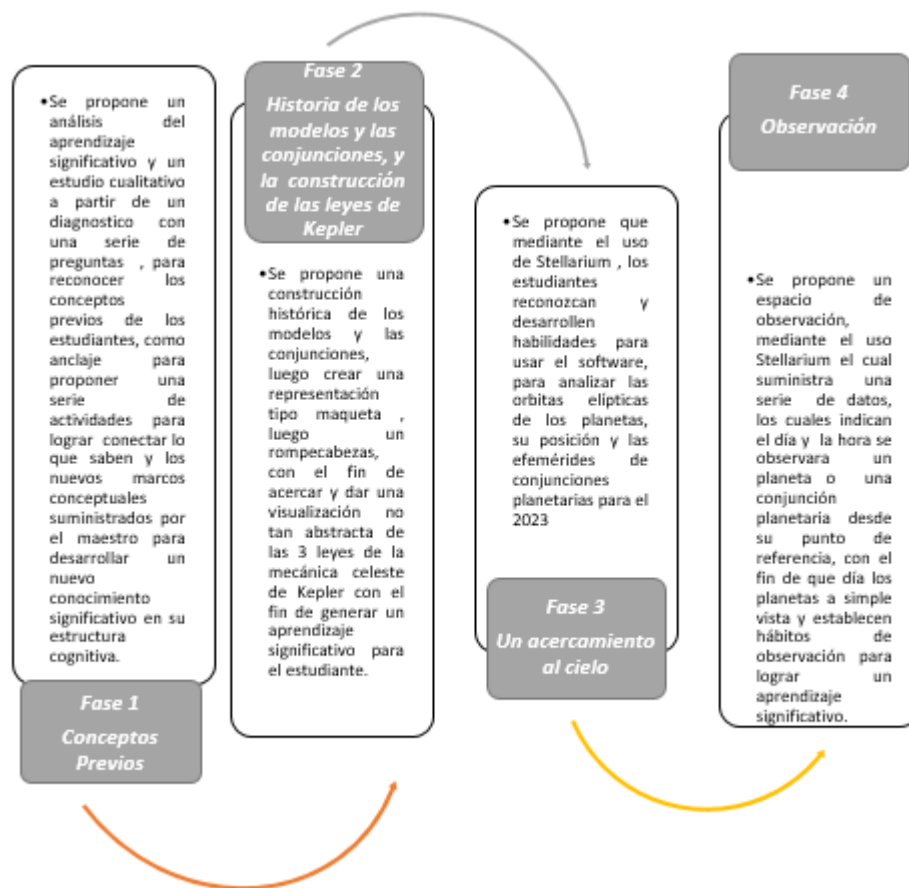 •Se propone un
análisis del
aprendizaje
significativo y un
estudio cualitativo
a partir de un
diagnostico con
una serie de
preguntas , para
reconocer los
conceptos
previos de los
estudiantes, como
anclaje para
proponer una
serie de
actividades para
lograr conectar lo
que saben y los
nuevos marcos
conceptuales
suministrados por
el maestro para
desarrollar un
nuevo
conocimiento
significativo en su
estructura
cognitiva.
Fase 1
Conceptos
Previos
Fase 2
Historia de los
modelos y las
conjunciones, y
la construcción
de las leyes de
Kepler
•Se propone una
construcción
histórica de los
modelos y las
conjunciones,
luego crear una
representación
tipo maqueta ,
luego un
rompecabezas,
con el fin de
acercar y dar una
visualización no
tan abstracta de
las 3 leyes de la
mecánica celeste
de Kepler con el
fin de generar un
aprendizaje
significativo para
el estudiante.
•Se propone que
mediante el uso
de Stellarium , los
estudiantes
reconozcan y
desarrollen
habilidades para
usar el software,
para analizar las
orbitas elípticas
de los planetas,
su posición y las
efemérides de
conjunciones
planetarias para el
2023
Fase 3
Un acercamiento
al cielo
Fase 4
Observación
•Se propone un
espacio de
observación,
mediante el uso
Stellarium el cual
suministra una
serie de datos,
los cuales indican
el día y la hora se
observara un
planeta o una
conjunción
planetaria desde
su punto de
referencia, con el
fin de que día los
planetas a simple
vista y establecen
hábitos de
observación para
lograr un
aprendizaje
significativo.